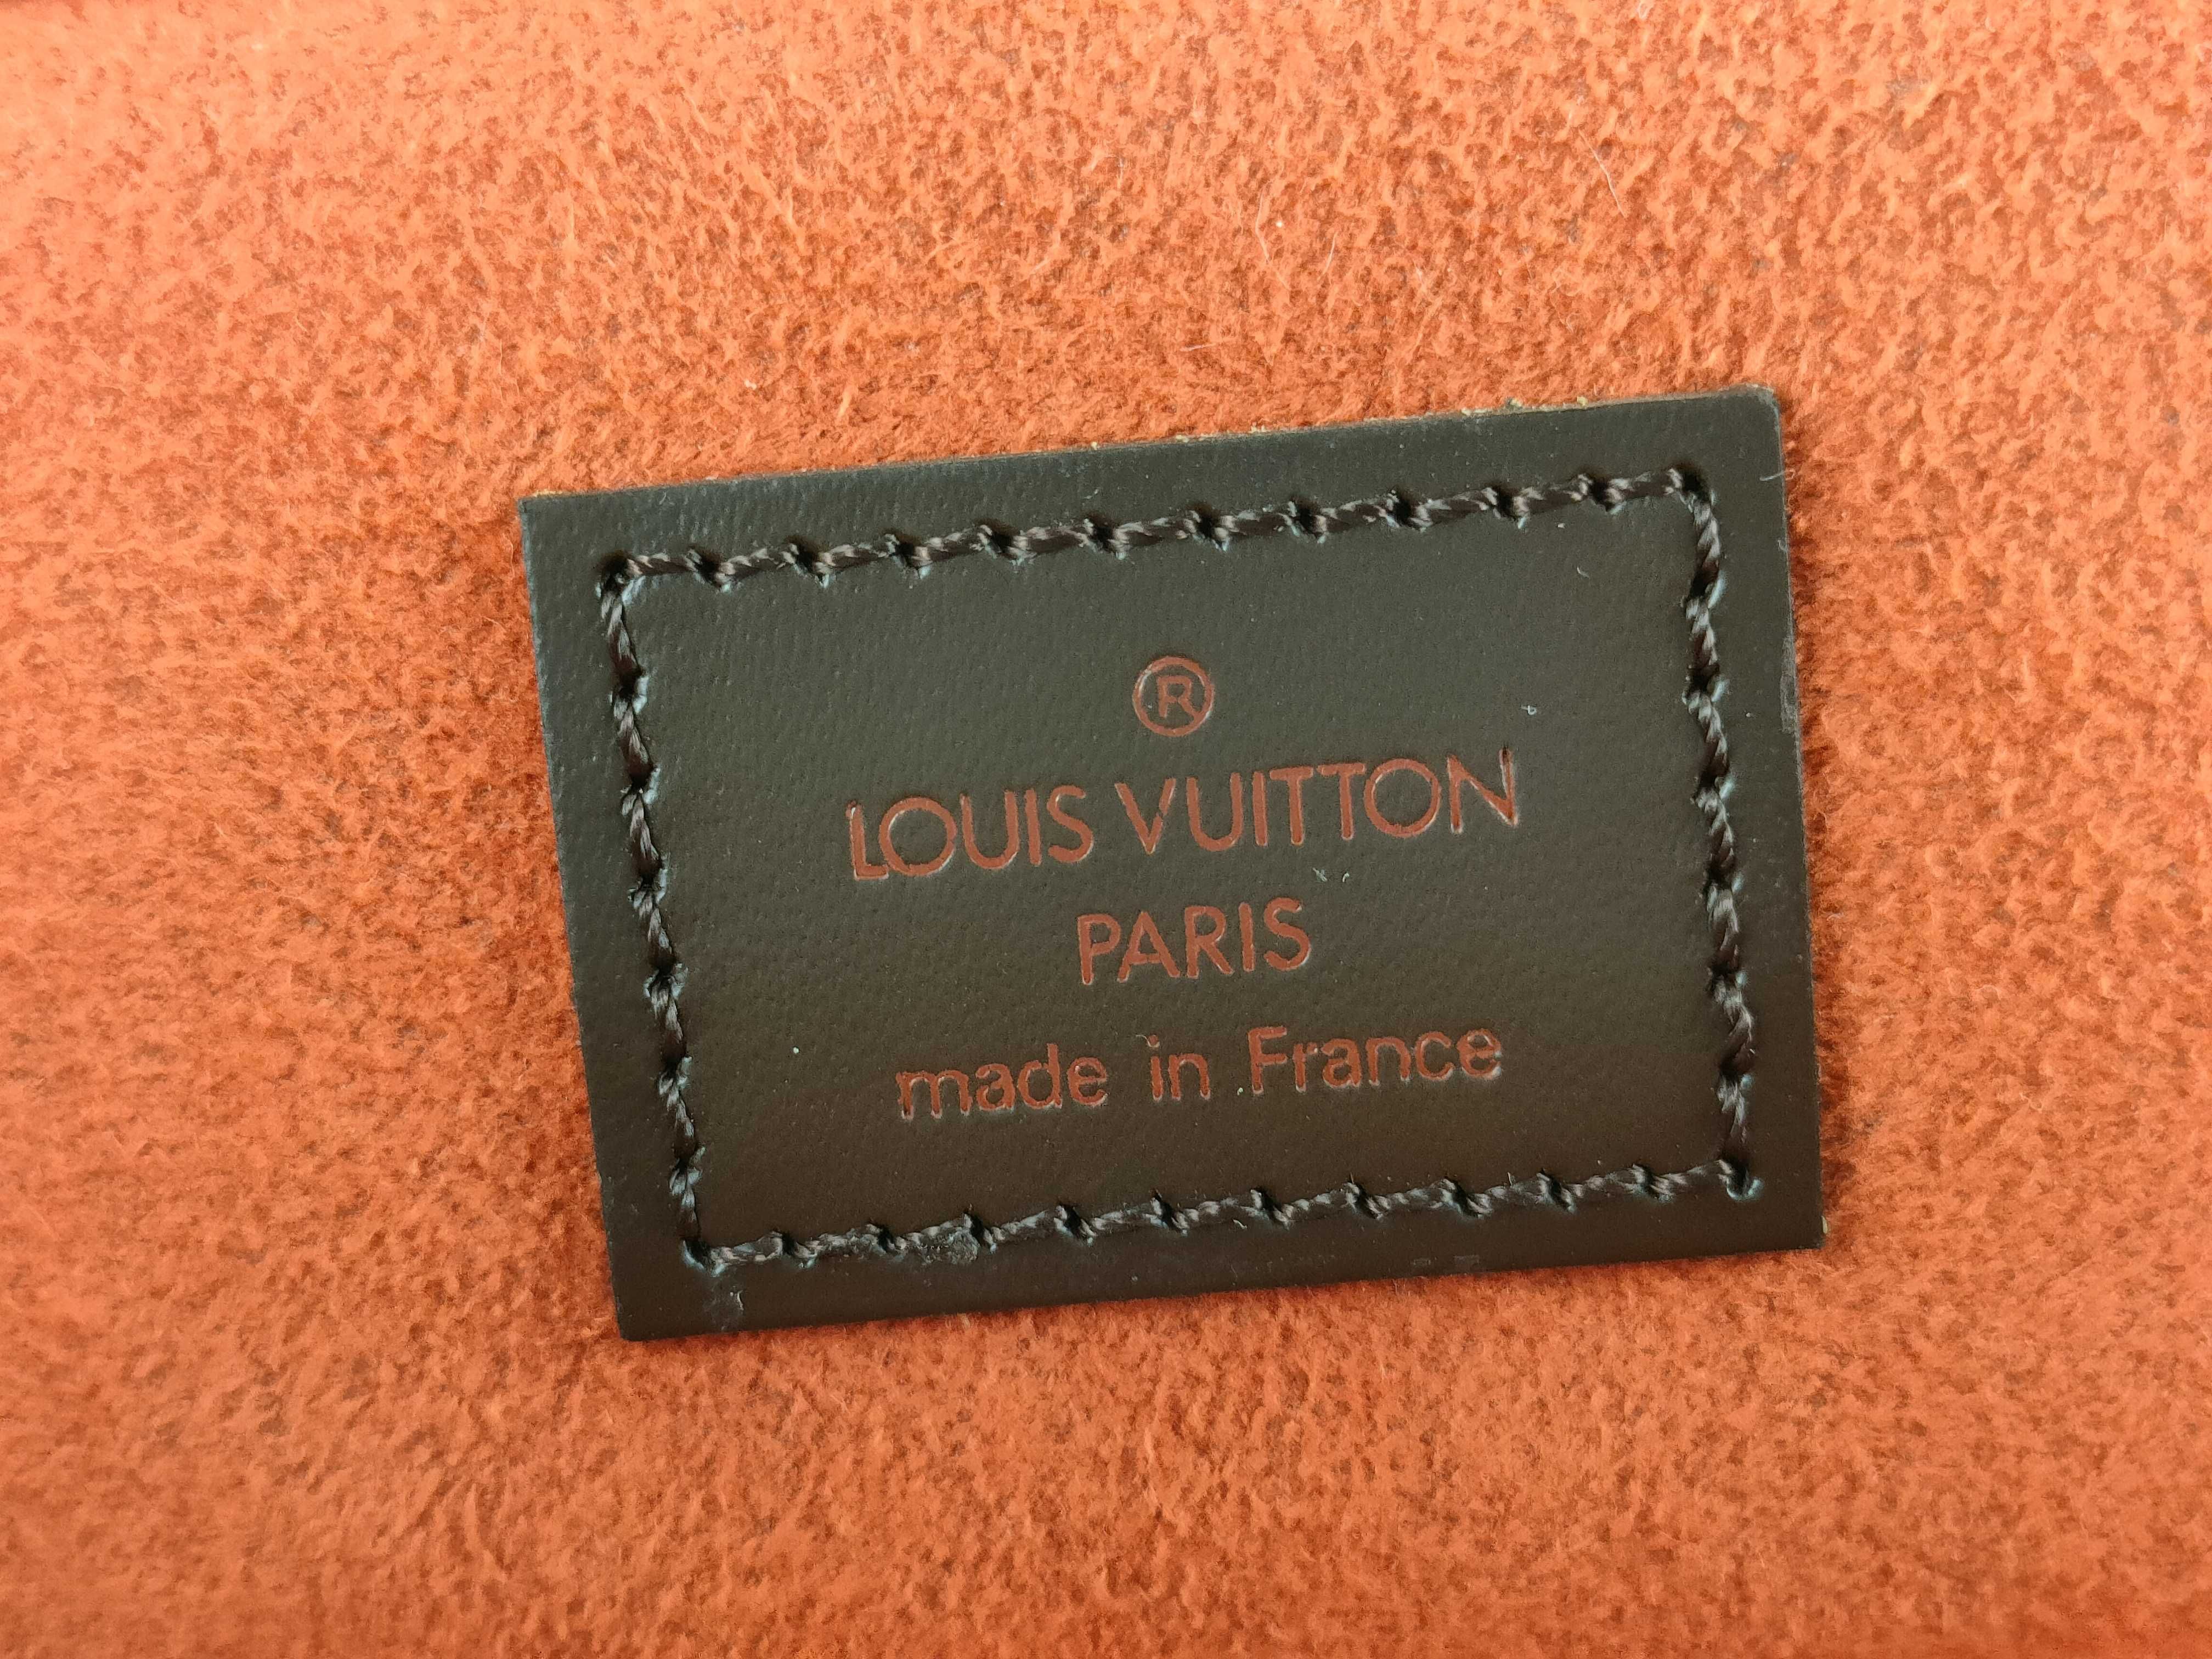 ®
LOUIS VUITTON
PARIS
made in France